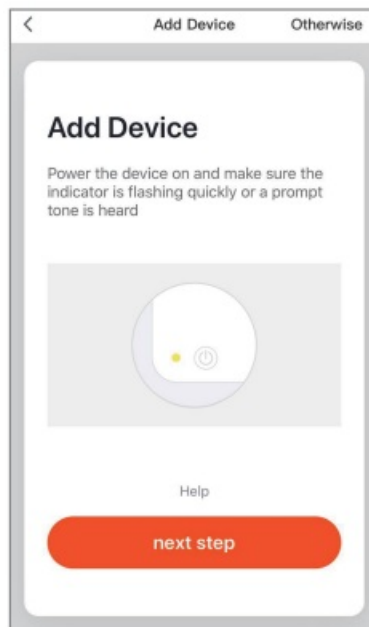 Add Device Otherwise
Add Device
Power the device on and make sure the
indicator is flashing quickly or a prompt
tone is heard
Help
next step